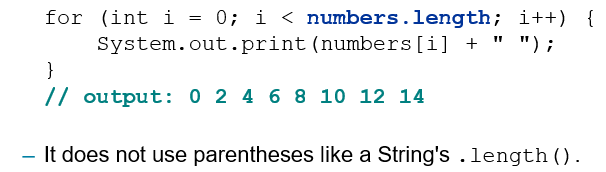 for (int i = 0; i < numbers.length; i++) {
    System.out.print(numbers[i] + " ");
}
// output: 0 2 4 6 8 10 12 14
– It does not use parentheses like a String's .length().